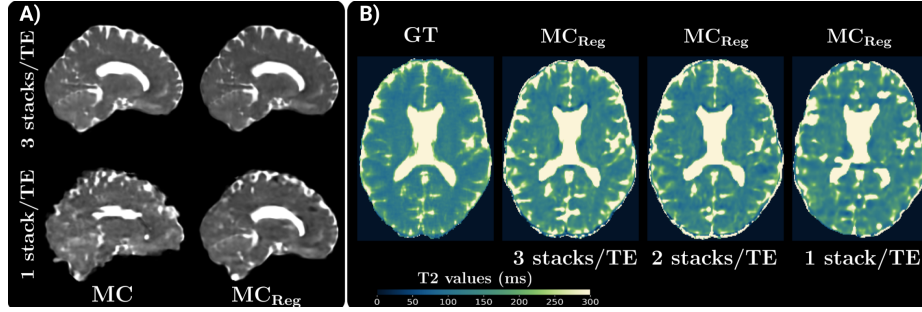 A)
3 stacks/TE
1 stack/TE
MC
MC_Reg
B)
GT
MC_Reg
MC_Reg
MC_Reg
3 stacks/TE
2 stacks/TE
1 stack/TE
T2 values (ms)
0 50 100 150 200 250 300